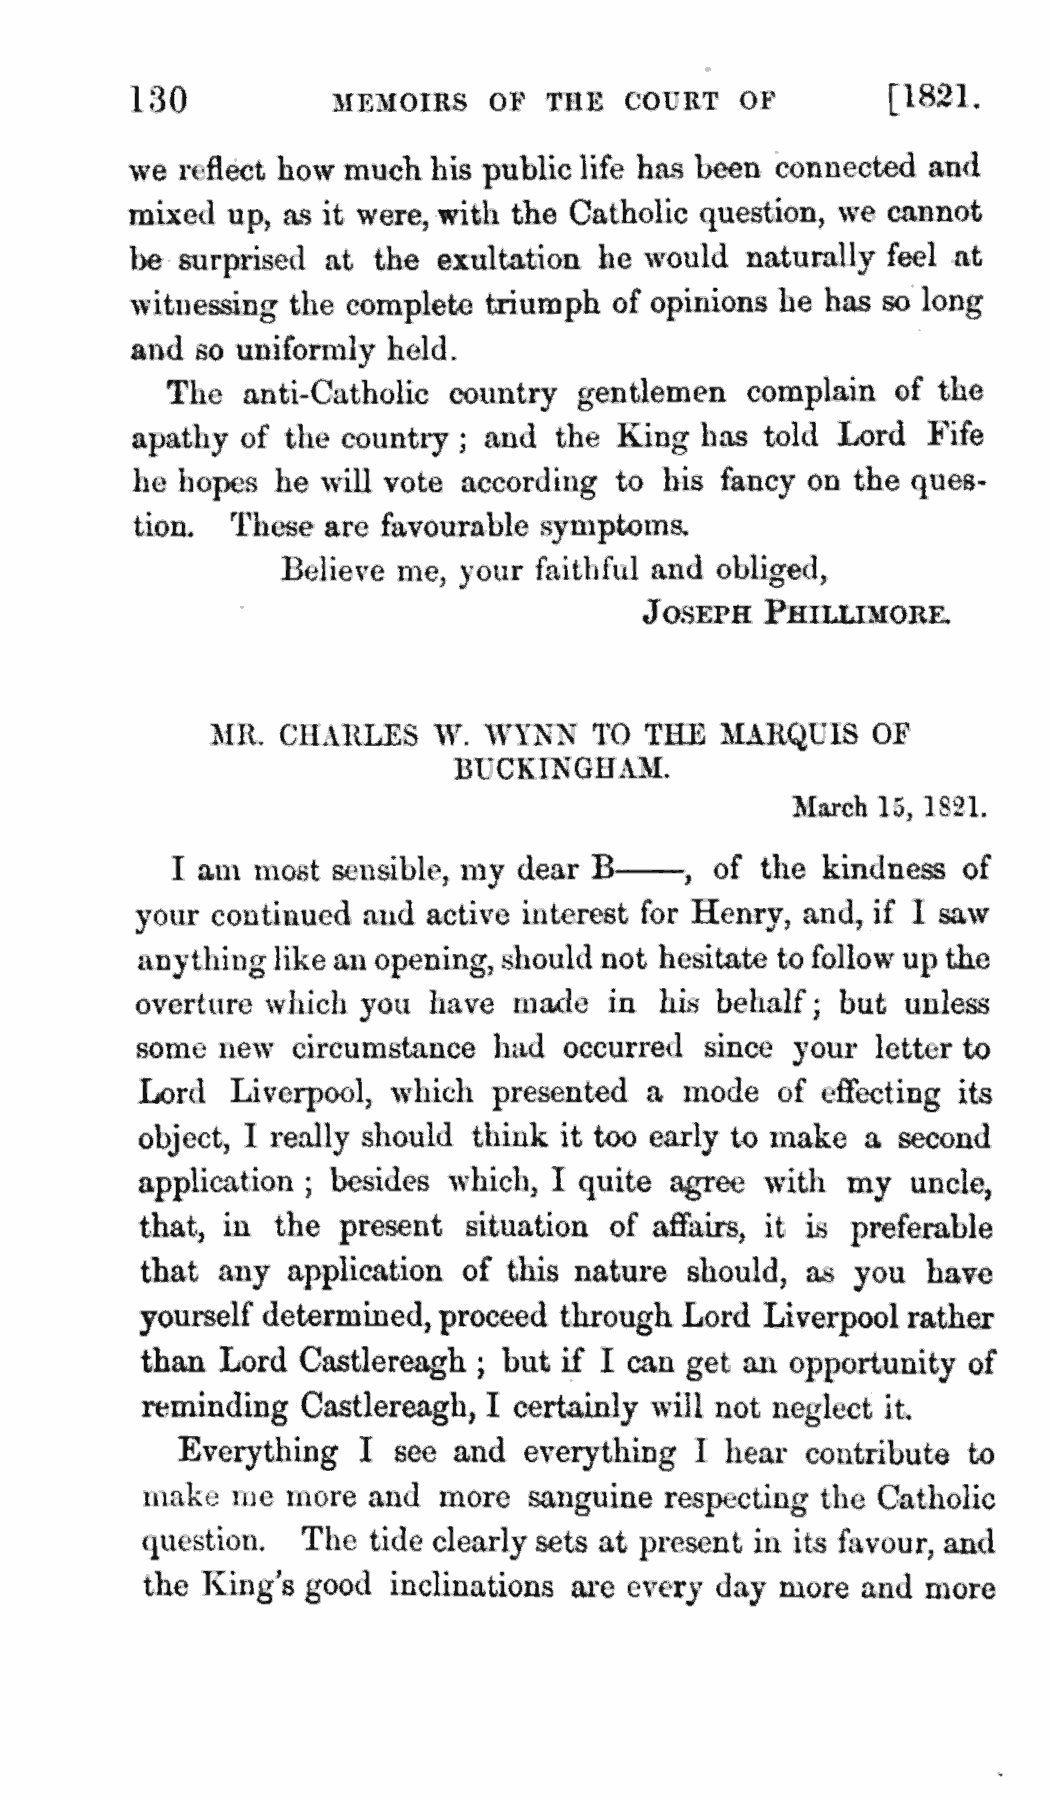 130 MEMOIRS OF THE COURT OF [1821.
we reflect how much his public life has been connected and
mixed up, as it were, with the Catholic question, we cannot
be surprised at the exultation he would naturally feel at
witnessing the complete triumph of opinions he has so long
and so uniformly held.
The anti-Catholic country gentlemen complain of the
apathy of the country ; and the King has told Lord Fife
he hopes he will vote according to his fancy on the ques-
tion. These are favourable symptoms.
Believe me, your faithful and obliged,
JOSEPH PHILLIMORE.
MR. CHARLES W. WYNN TO THE MARQUIS OF
BUCKINGHAM.
March 15, 1821.
I am most sensible, my dear B——, of the kindness of
your continued and active interest for Henry, and, if I saw
anything like an opening, should not hesitate to follow up the
overture which you have made in his behalf ; but unless
some new circumstance had occurred since your letter to
Lord Liverpool, which presented a mode of effecting its
object, I really should think it too early to make a second
application ; besides which, I quite agree with my uncle,
that, in the present situation of affairs, it is preferable
that any application of this nature should, as you have
yourself determined, proceed through Lord Liverpool rather
than Lord Castlereagh ; but if I can get an opportunity of
reminding Castlereagh, I certainly will not neglect it.
Everything I see and everything I hear contribute to
make me more and more sanguine respecting the Catholic
question. The tide clearly sets at present in its favour, and
the King's good inclinations are every day more and more